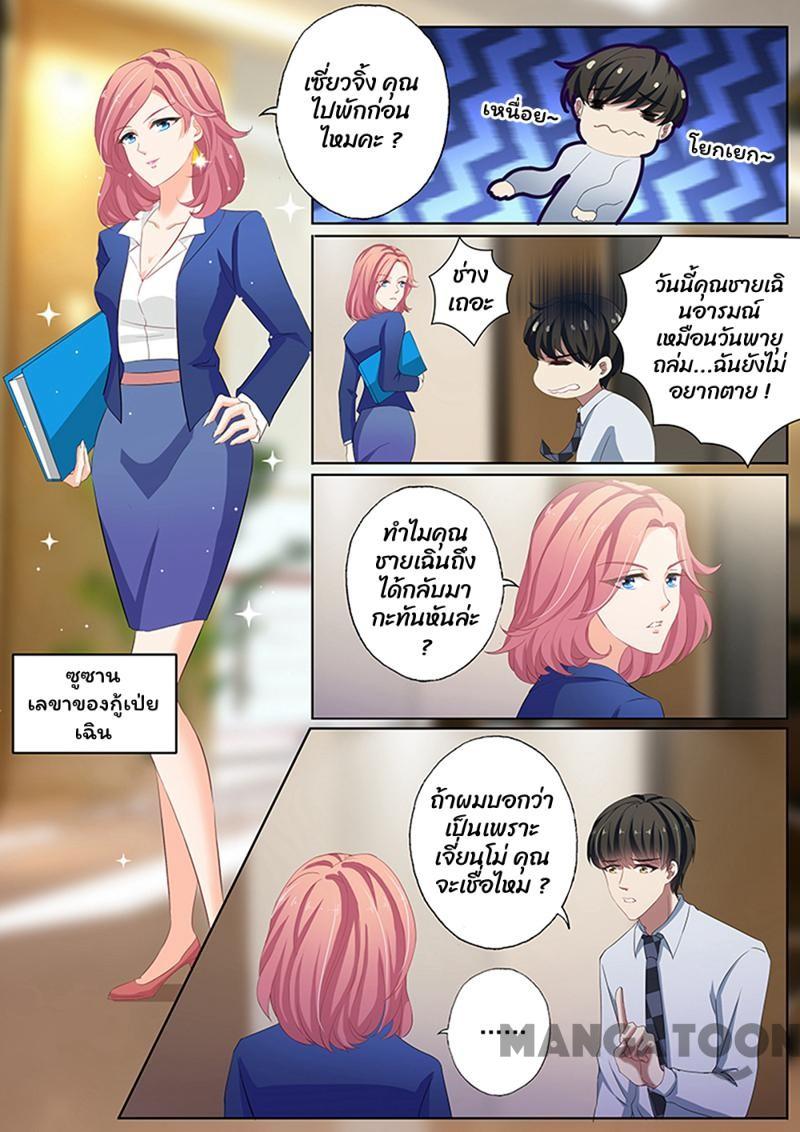 เซี่ยวจิ้ง คุณ
ไปพักก่อน
ไหมคะ ?
เหนื่อย~
โยกเยก~
ช่าง
เถอะ
วันนี้คุณชายเฉิ
นอารมณ์
เหมือนวันพายุ
ถล่ม...ฉันยังไม่
อยากตาย !
ทำไมคุณ
ชายเฉินถึง
ได้กลับมา
กะทันหันล่ะ
?
ซูซาน
เลขาของกู้เป่ย
เฉิน
ถ้าผมบอกว่า
เป็นเพราะ
เจี่ยนโม่ คุณ
จะเชื่อไหม ?
......
MANGATOON